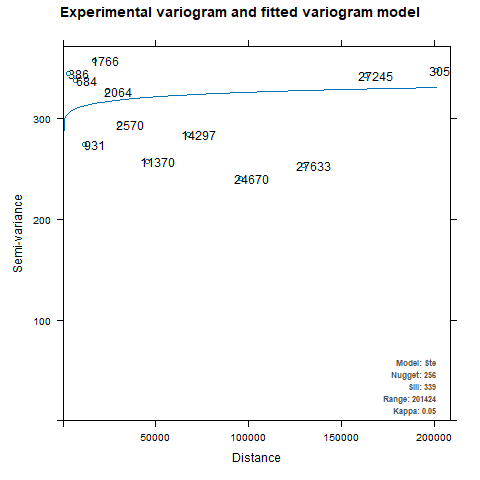 Experimental variogram and fitted variogram model
1766
386
684
2064
27245
305
300
2570
14297
931
11370
27633
24670
200
Semi-variance
100
Model: Ste
Nugget: 256
Sill: 339
Range: 201424
Kappa: 0.05
50000 100000 150000 200000
Distance